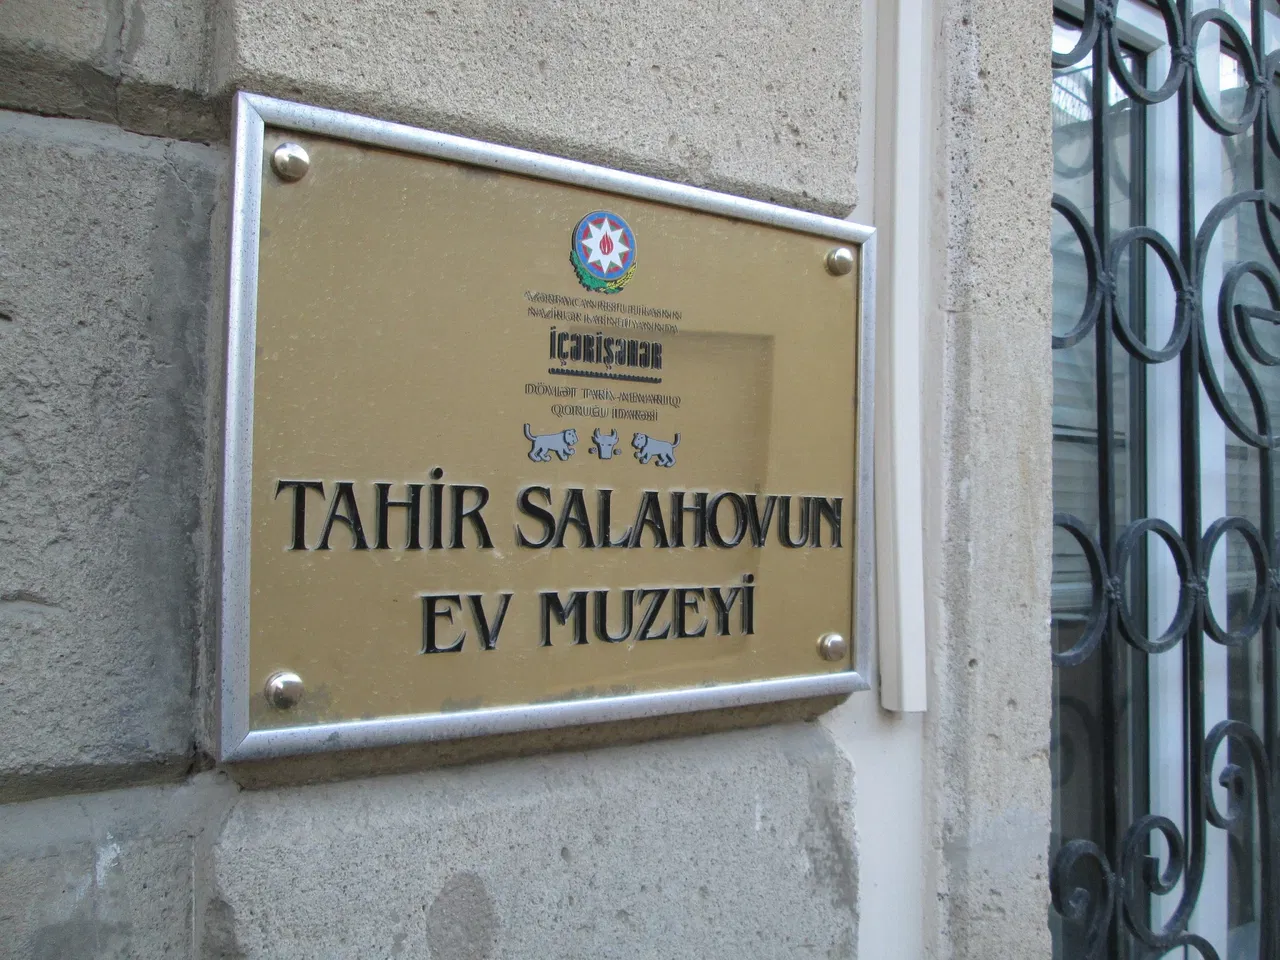 AZƏRBAYCAN RESPUBLİKASININ
NAZİRLƏR KABİNETİ YANINDA
İÇƏRİŞƏHƏR
DÖVLƏT TARİX-MEMARLIQ
QORUĞU İDARƏSİ
TAHİR SALAHOVUN
EV MUZEYİ